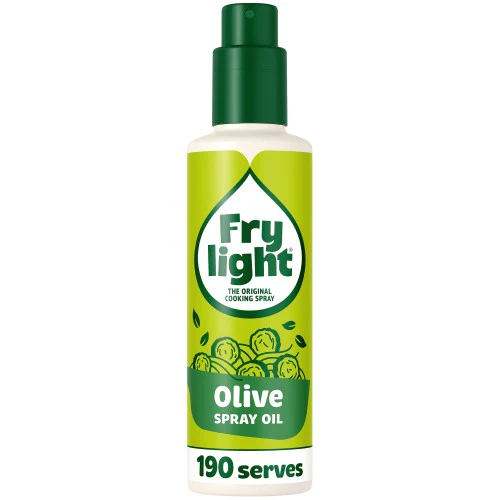 Fry
light®
THE ORIGINAL
COOKING SPRAY
Olive
SPRAY OIL
190 serves